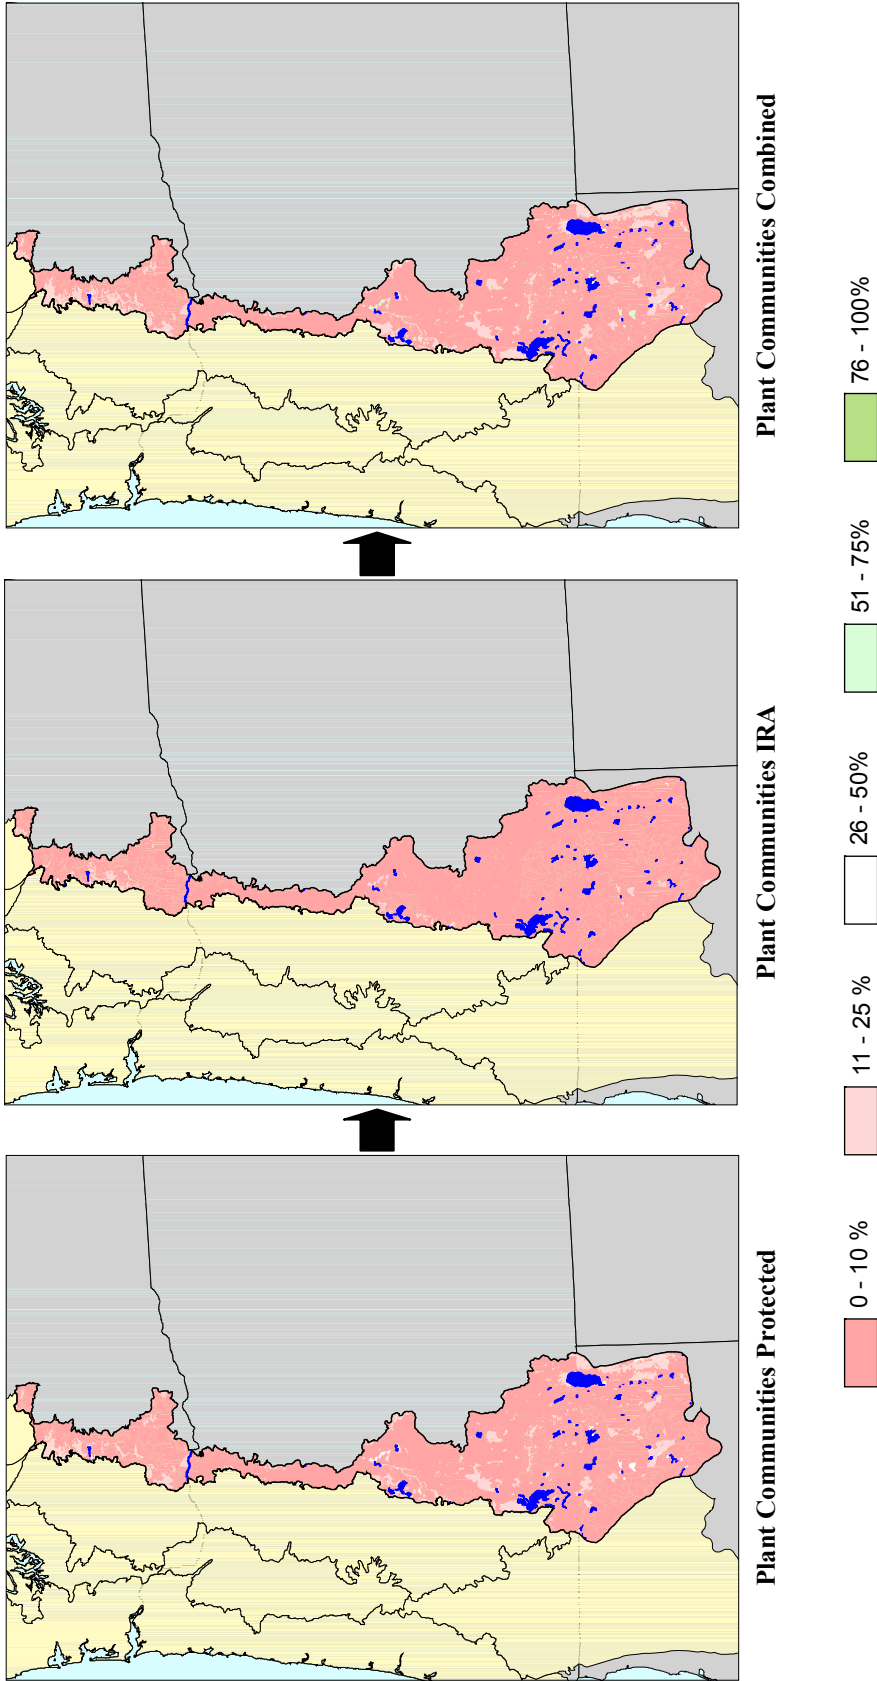 Plant Communities Protected
Plant Communities IRA
Plant Communities Combined
0 - 10 %
11 - 25 %
26 - 50%
51 - 75%
76 - 100%